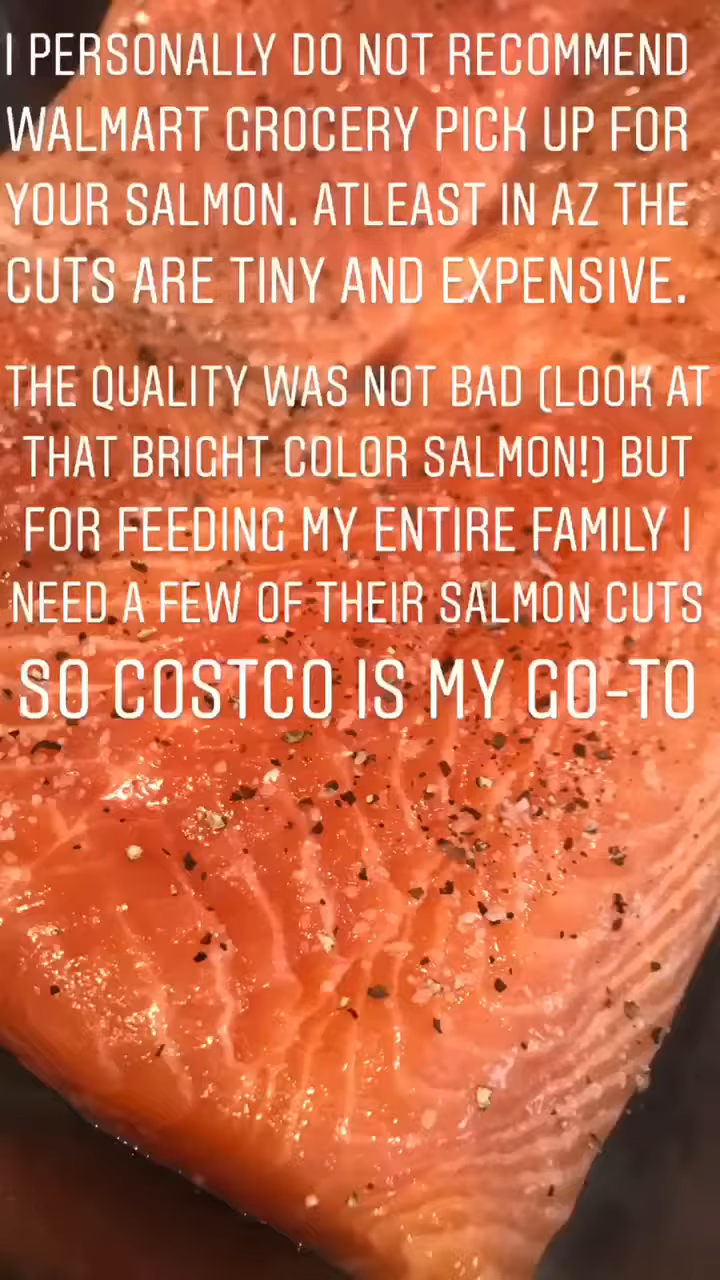 I PERSONALLY DO NOT RECOMMEND
WALMART GROCERY PICK UP FOR
YOUR SALMON. ATLEAST IN AZ THE
CUTS ARE TINY AND EXPENSIVE.
THE QUALITY WAS NOT BAD (LOOK AT
THAT BRIGHT COLOR SALMON!) BUT
FOR FEEDING MY ENTIRE FAMILY I
NEED A FEW OF THEIR SALMON CUTS
SO COSTCO IS MY GO-TO